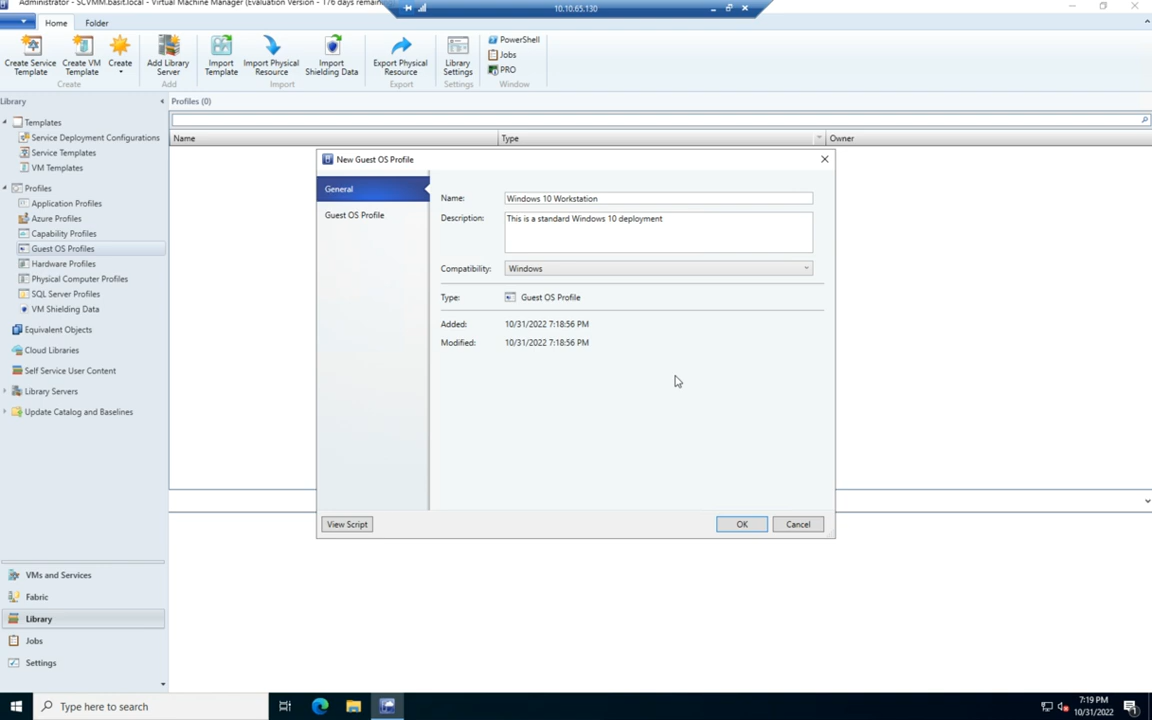 Administrator - SCVMM.basit.local - Virtual Machine Manager (Evaluation Version - 176 days remain
10.10.65.130
Home
Folder
Create Service Template
Create VM Template
Create
Add Library Server
Import Template
Import Physical Resource
Import Shielding Data
Export Physical Resource
Library Settings
PowerShell
Jobs
PRO
Create
Add
Import
Export
Settings
Window
Library
Profiles (0)
Templates
Service Deployment Configurations
Service Templates
VM Templates
Profiles
Application Profiles
Azure Profiles
Capability Profiles
Guest OS Profiles
Hardware Profiles
Physical Computer Profiles
SQL Server Profiles
VM Shielding Data
Equivalent Objects
Cloud Libraries
Self Service User Content
Library Servers
Update Catalog and Baselines
Name
Type
Owner
New Guest OS Profile
General
Guest OS Profile
Name: Windows 10 Workstation
Description: This is a standard Windows 10 deployment
Compatibility: Windows
Type: Guest OS Profile
Added: 10/31/2022 7:18:56 PM
Modified: 10/31/2022 7:18:56 PM
View Script
OK
Cancel
VMs and Services
Fabric
Library
Jobs
Settings
Type here to search
7:19 PM
10/31/2022